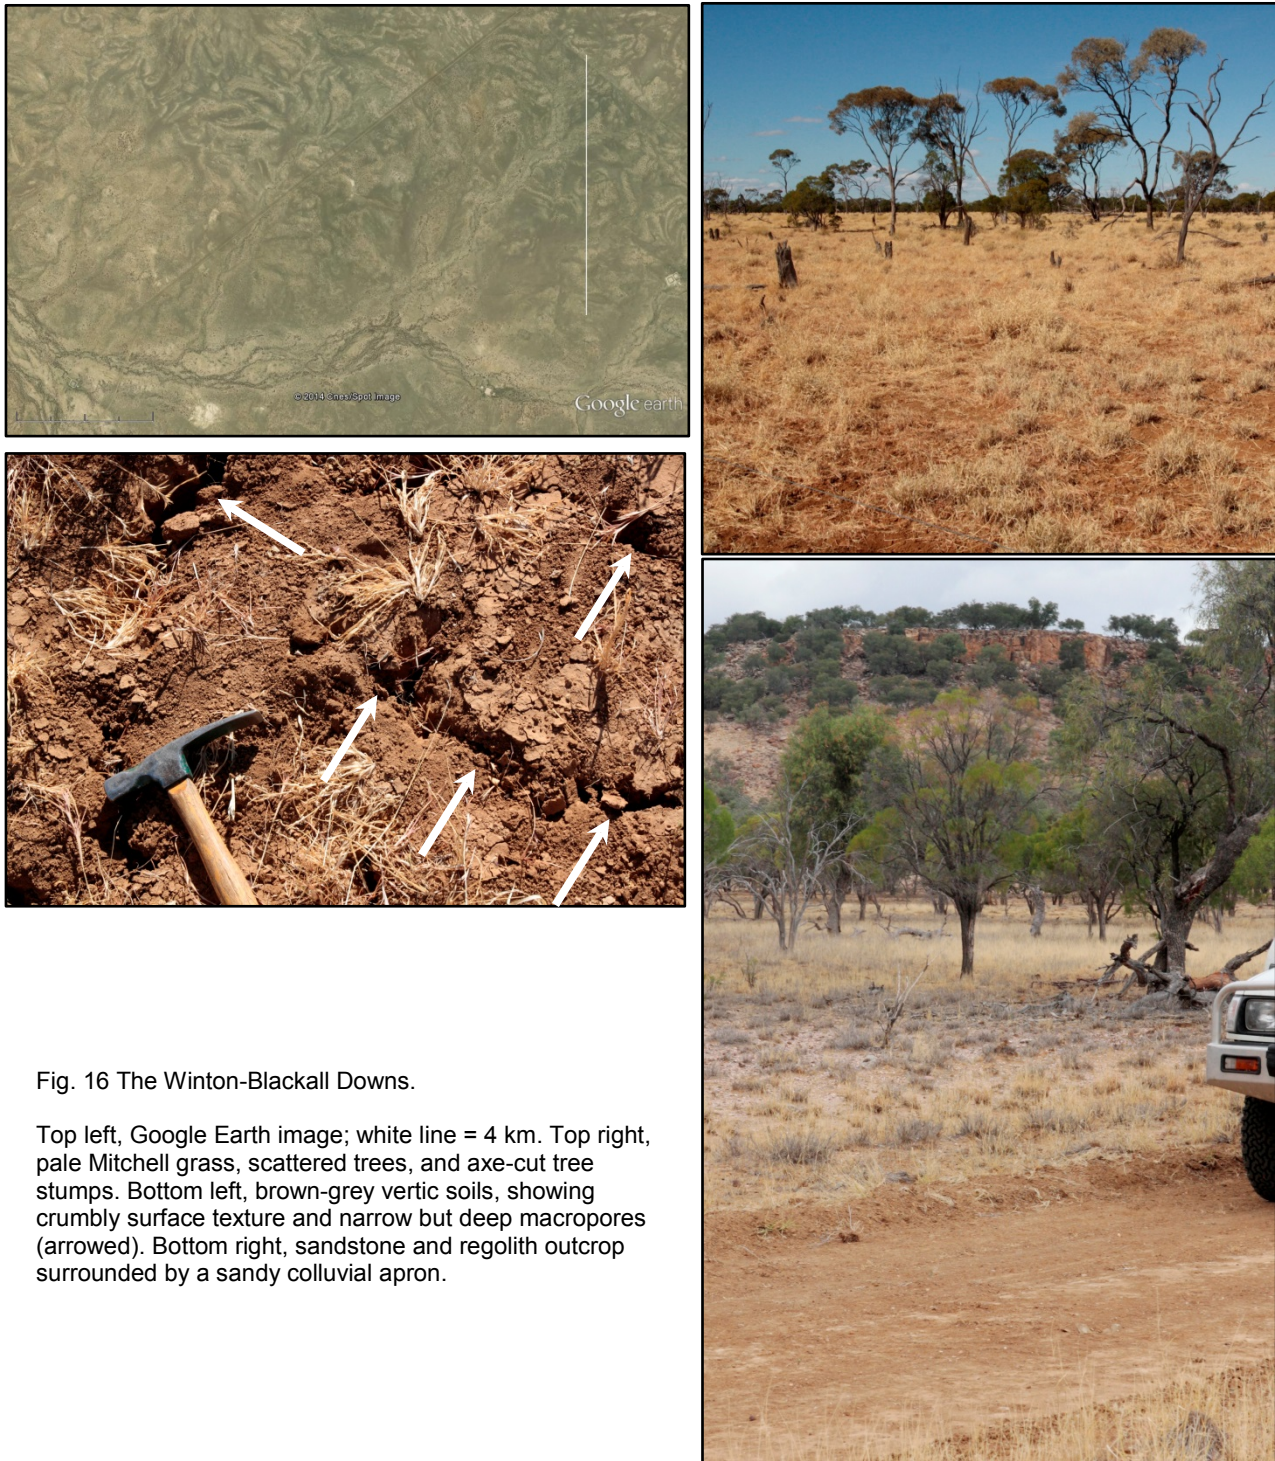 © 2014 Cnes/Spot Image
Google earth
Fig. 16 The Winton-Blackall Downs.
Top left, Google Earth image; white line = 4 km. Top right,
pale Mitchell grass, scattered trees, and axe-cut tree
stumps. Bottom left, brown-grey vertic soils, showing
crumbly surface texture and narrow but deep macropores
(arrowed). Bottom right, sandstone and regolith outcrop
surrounded by a sandy colluvial apron.